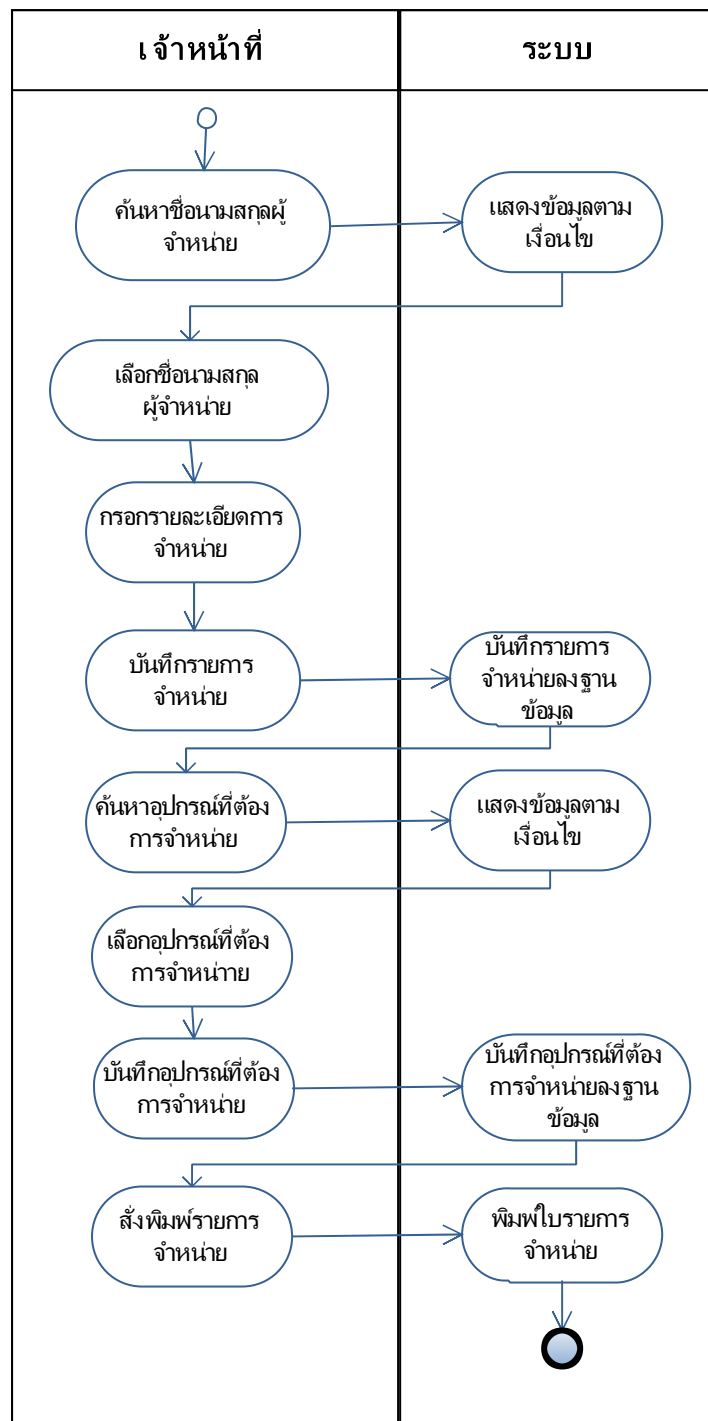 เจ้าหน้าที่
ระบบ
ค้นหาชื่อนามสกุลผู้
จำหน่าย
แสดงข้อมูลตาม
เงื่อนไข
เลือกชื่อนามสกุล
ผู้จำหน่าย
กรอกรายละเอียดการ
จำหน่าย
บันทึกรายการ
จำหน่าย
บันทึกรายการ
จำหน่ายลงฐาน
ข้อมูล
ค้นหาอุปกรณ์ที่ต้อง
การจำหน่าย
แสดงข้อมูลตาม
เงื่อนไข
เลือกอุปกรณ์ที่ต้อง
การจำหน่าาย
บันทึกอุปกรณ์ที่ต้อง
การจำหน่าย
บันทึกอุปกรณ์ที่ต้อง
การจำหน่ายลงฐาน
ข้อมูล
สั่งพิมพ์รายการ
จำหน่าย
พิมพ์ใบรายการ
จำหน่าย